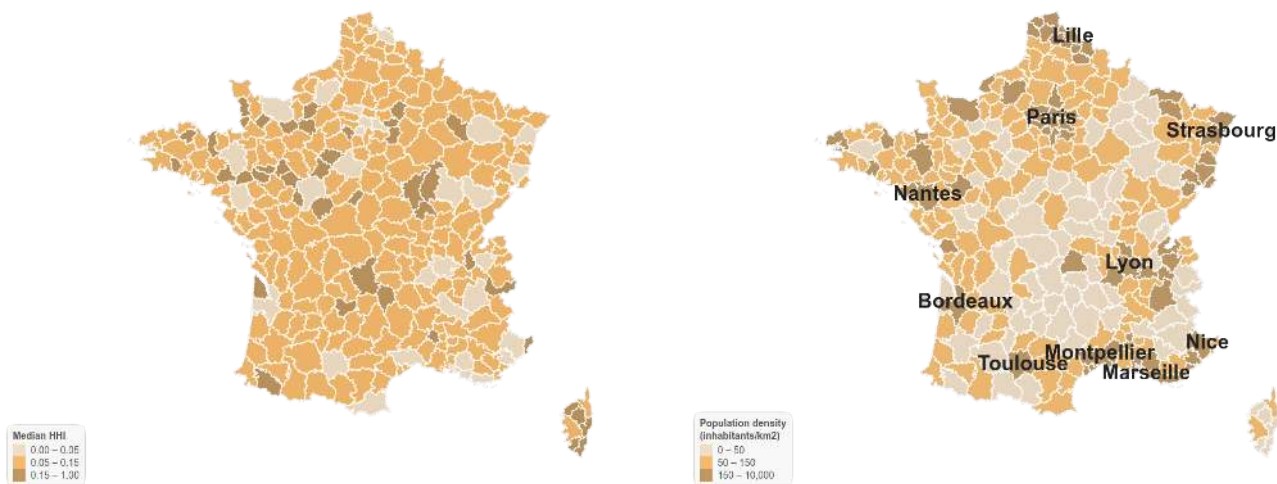 Lille
Paris
Strasbourg
Nantes
Lyon
Bordeaux
Nice
Montpellier
Toulouse
Marseille
Median HHI
0.00 – 0.05
0.05 – 0.15
0.15 – 1.00
Population density
(inhabitants/km2)
0 – 50
50 – 150
150 – 10,000